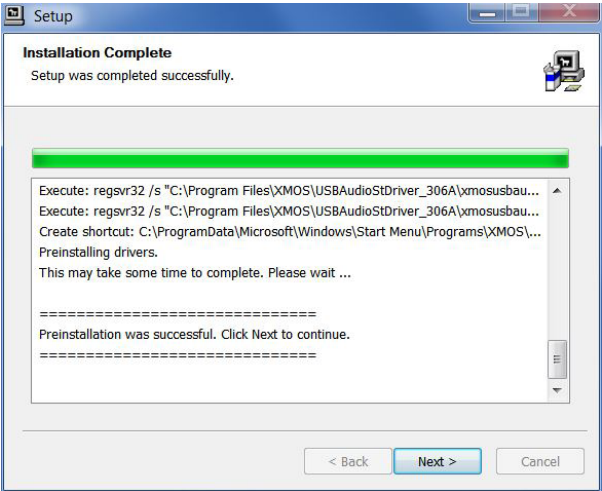 Setup
Installation Complete
Setup was completed successfully.
Execute: regsvr32 /s "C:\Program Files\XMOS\USBAudioStDriver_306A\xmosusbau...
Execute: regsvr32 /s "C:\Program Files\XMOS\USBAudioStDriver_306A\xmosusbau...
Create shortcut: C:\ProgramData\Microsoft\Windows\Start Menu\Programs\XMOS\...
Preinstalling drivers.
This may take some time to complete. Please wait ...
==============================
Preinstallation was successful. Click Next to continue.
==============================
< Back Next > Cancel